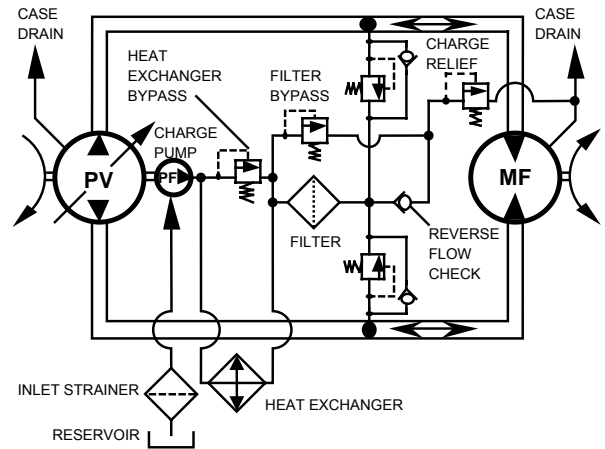 CASE
DRAIN
CASE
DRAIN
HEAT
EXCHANGER
BYPASS
FILTER
BYPASS
CHARGE
RELIEF
CHARGE
PUMP
PV
PF
MF
FILTER
REVERSE
FLOW
CHECK
INLET STRAINER
HEAT EXCHANGER
RESERVOIR